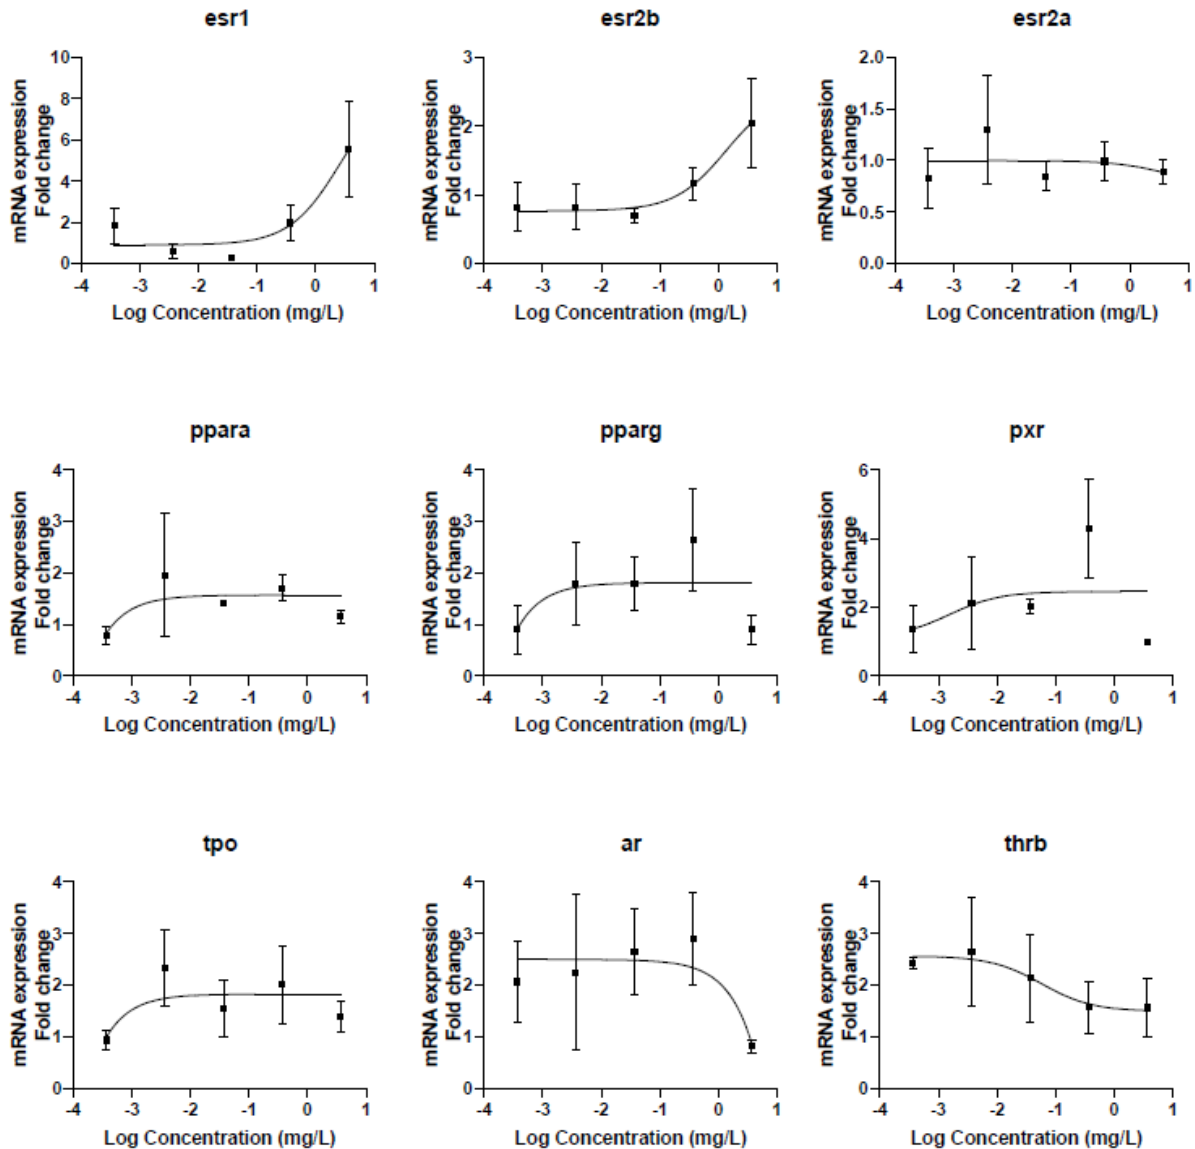 esr1 esr2b esr2a
mRNA expression
Fold change
10
8
6
4
2
0
-4 -3 -2 -1 0 1
Log Concentration (mg/L)
mRNA expression
Fold change
3
2
1
0
-4 -3 -2 -1 0 1
Log Concentration (mg/L)
mRNA expression
Fold change
2.0
1.5
1.0
0.5
0.0
-4 -3 -2 -1 0 1
Log Concentration (mg/L)
ppara pparg pxr
mRNA expression
Fold change
4
3
2
1
0
-4 -3 -2 -1 0 1
Log Concentration (mg/L)
mRNA expression
Fold change
4
3
2
1
0
-4 -3 -2 -1 0 1
Log Concentration (mg/L)
mRNA expression
Fold change
6
4
2
0
-4 -3 -2 -1 0 1
Log Concentration (mg/L)
tpo ar thrb
mRNA expression
Fold change
4
3
2
1
0
-4 -3 -2 -1 0 1
Log Concentration (mg/L)
mRNA expression
Fold change
4
3
2
1
0
-4 -3 -2 -1 0 1
Log Concentration (mg/L)
mRNA expression
Fold change
4
3
2
1
0
-4 -3 -2 -1 0 1
Log Concentration (mg/L)